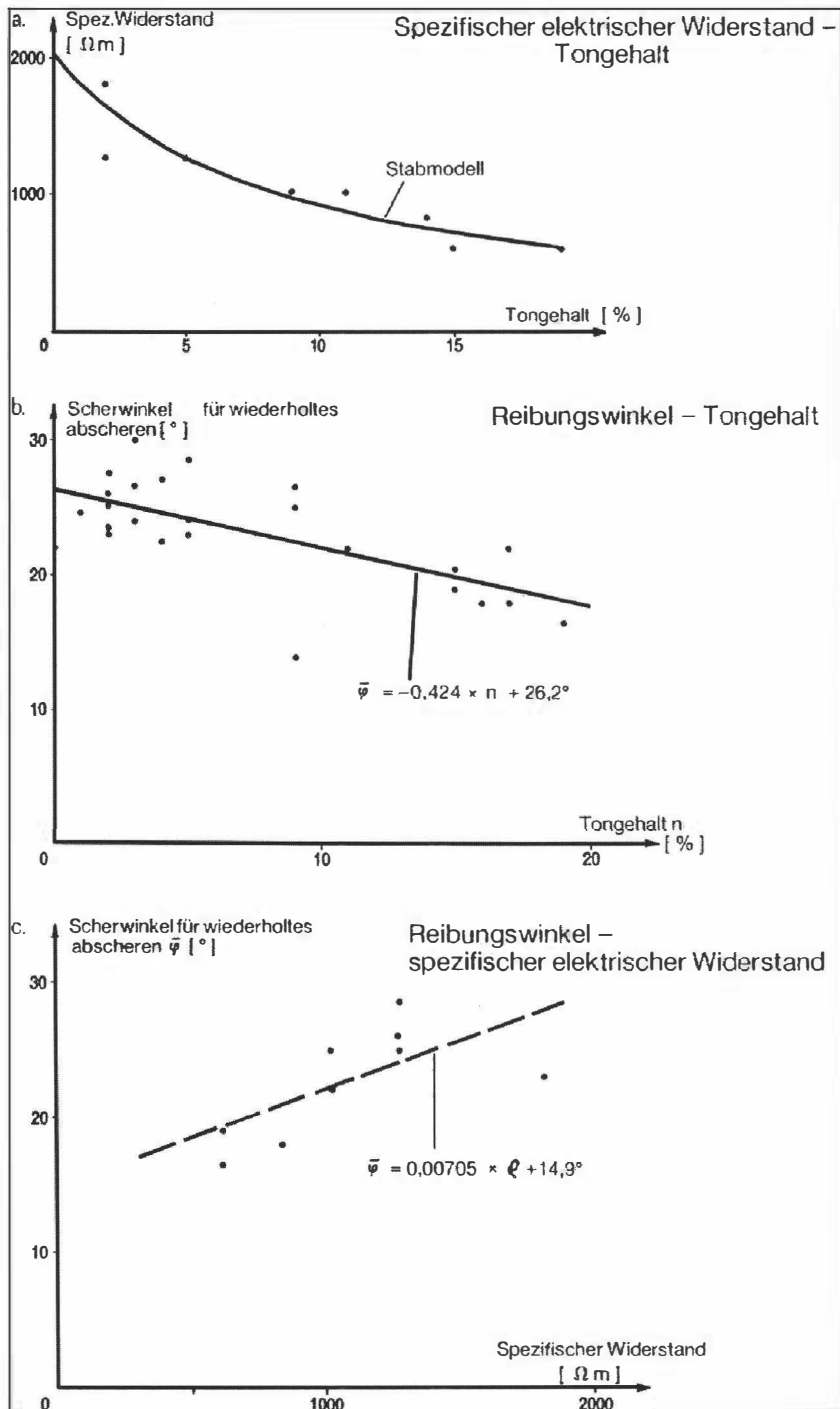 a.
Spez.Widerstand
[ Ωm ]
Spezifischer elektrischer Widerstand –
Tongehalt
2000
1000
Stabmodell
Tongehalt [ % ]
0
5
10
15
b.
Scherwinkel für wiederholtes
abscheren [ ° ]
Reibungswinkel – Tongehalt
30
20
10
φ̄ = –0,424 × n + 26,2°
Tongehalt n
[ % ]
0
10
20
c.
Scherwinkel für wiederholtes
abscheren φ̄ [ ° ]
Reibungswinkel –
spezifischer elektrischer Widerstand
30
20
10
φ̄ = 0,00705 × ϱ +14,9°
Spezifischer Widerstand
[ Ωm ]
0
1000
2000